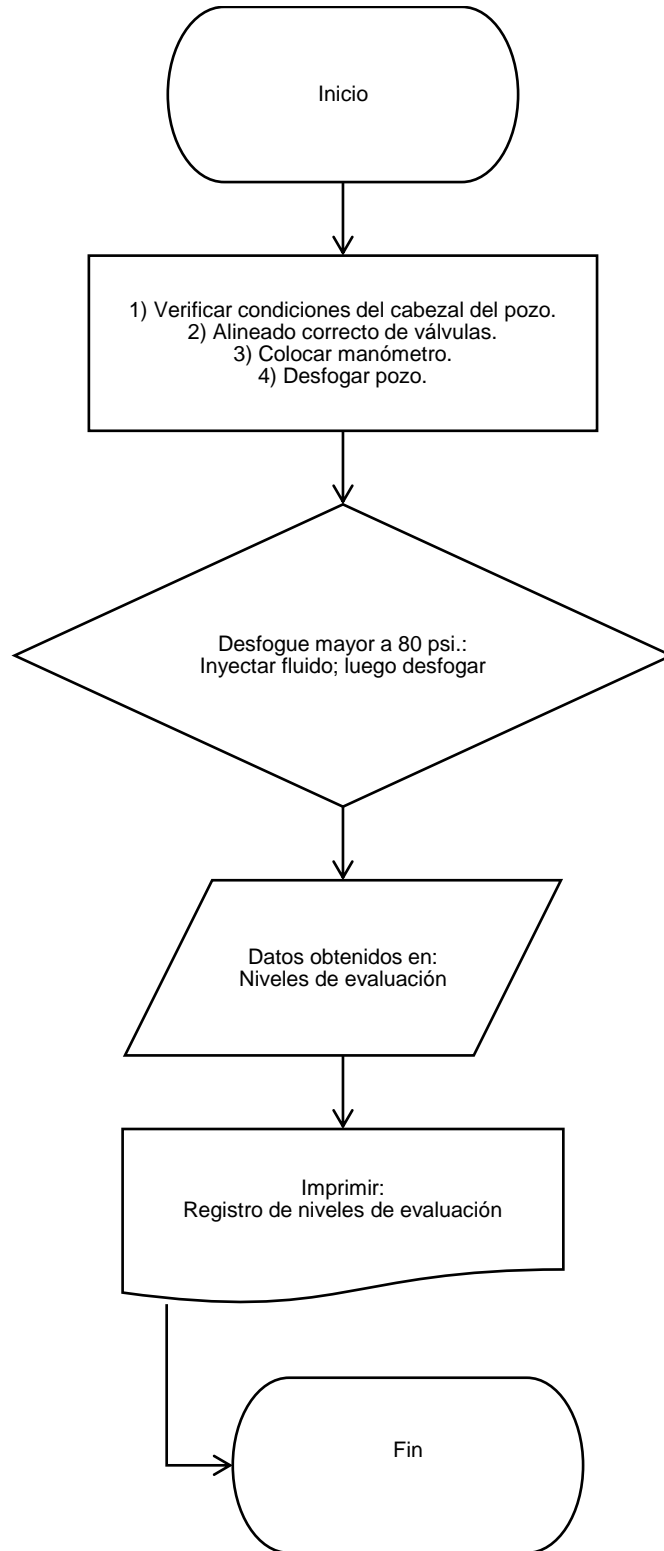 Inicio
1) Verificar condiciones del cabezal del pozo.
2) Alineado correcto de válvulas.
3) Colocar manómetro.
4) Desfogar pozo.
Desfogue mayor a 80 psi.:
Inyectar fluido; luego desfogar
Datos obtenidos en:
Niveles de evaluación
Imprimir:
Registro de niveles de evaluación
Fin